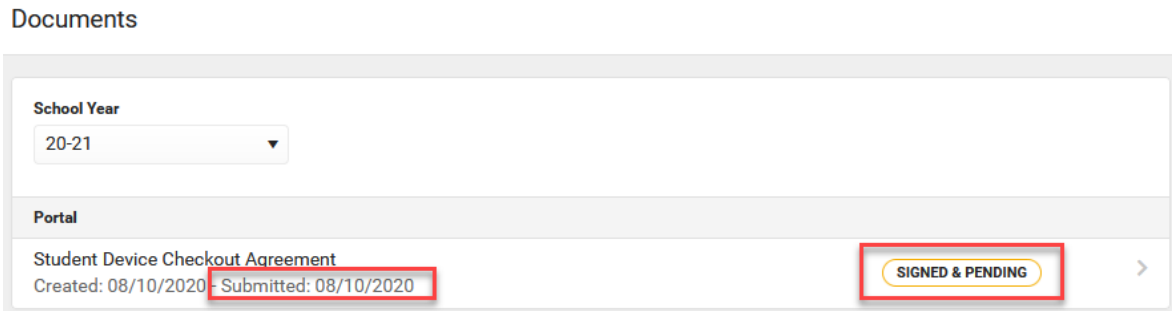 Documents
School Year
20-21
Portal
Student Device Checkout Agreement
Created: 08/10/2020 - Submitted: 08/10/2020
SIGNED & PENDING